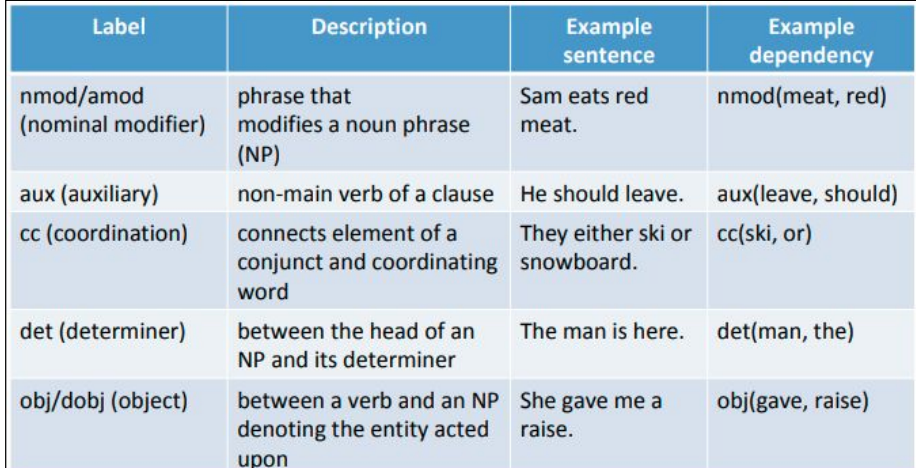 Label Description Example sentence Example dependency
nmod/amod (nominal modifier) phrase that modifies a noun phrase (NP) Sam eats red meat. nmod(meat, red)
aux (auxiliary) non-main verb of a clause He should leave. aux(leave, should)
cc (coordination) connects element of a conjunct and coordinating word They either ski or snowboard. cc(ski, or)
det (determiner) between the head of an NP and its determiner The man is here. det(man, the)
obj/dobj (object) between a verb and an NP denoting the entity acted upon She gave me a raise. obj(gave, raise)